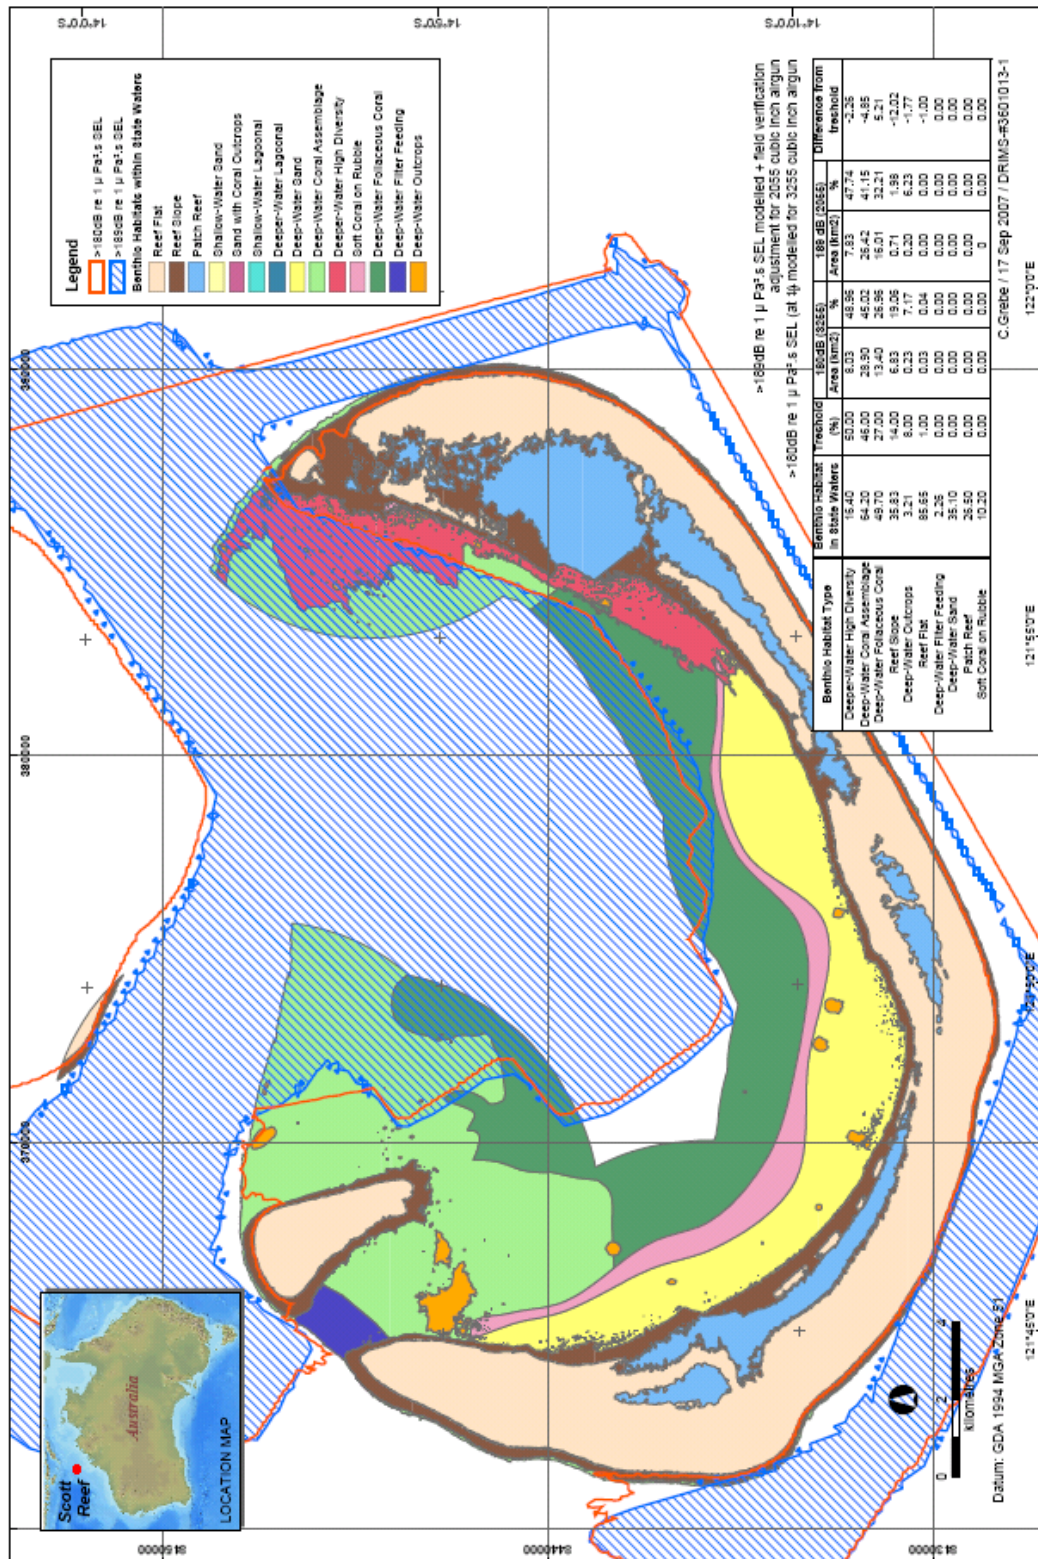 14°0'0"S
14°5'0"S
14°10'0"S
Legend
>180dB re 1 µ Pa².s SEL
>189dB re 1 µ Pa².s SEL
Benthic Habitats within State Waters
Reef Flat
Reef Slope
Patch Reef
Shallow-Water Sand
Sand with Coral Outcrops
Shallow-Water Lagoonal
Deeper-Water Lagoonal
Deep-Water Sand
Deep-Water Coral Assemblage
Deeper-Water High Diversity
Soft Coral on Rubble
Deep-Water Foliaceous Coral
Deep-Water Filter Feeding
Deep-Water Outcrops
390000
380000
370000
8150000
8140000
8130000
122°0'0"E
121°55'0"E
121°50'0"E
121°45'0"E
>189dB re 1 µ Pa².s SEL modelled + field verification
adjustment for 2055 cubic inch airgun
>180dB re 1 µ Pa².s SEL (at 1 modelled for 3255 cubic inch airgun
Benthic Habitat Type Benthic Habitat in State Waters Treshold (%) 180dB (3255) Area (km2) % 189 dB (2055) Area (km2) % Difference from treshold
Deeper-Water High Diversity 16.40 50.00 8.03 48.96 7.83 47.74 -2.26
Deep-Water Coral Assemblage 64.20 46.00 28.90 45.02 26.42 41.15 -4.85
Deep-Water Foliaceous Coral 49.70 27.00 13.40 26.96 16.01 32.21 5.21
Reef Slope 35.83 14.00 6.83 19.06 0.71 1.98 -12.02
Deep-Water Outcrops 3.21 8.00 0.23 7.17 0.20 6.23 -1.77
Reef Flat 85.65 1.00 0.03 0.04 0.00 0.00 -1.00
Deep-Water Filter Feeding 2.26 0.00 0.00 0.00 0.00 0.00 0.00
Deep-Water Sand 35.10 0.00 0.00 0.00 0.00 0.00 0.00
Patch Reef 26.50 0.00 0.00 0.00 0.00 0.00 0.00
Soft Coral on Rubble 10.20 0.00 0.00 0.00 0 0.00 0.00
C.Grebe / 17 Sep 2007 / DRIMS-#3601013-1
Scott
Reef
Australia
LOCATION MAP
0 2 4
kilometres
Datum: GDA 1994 MGA Zone 51